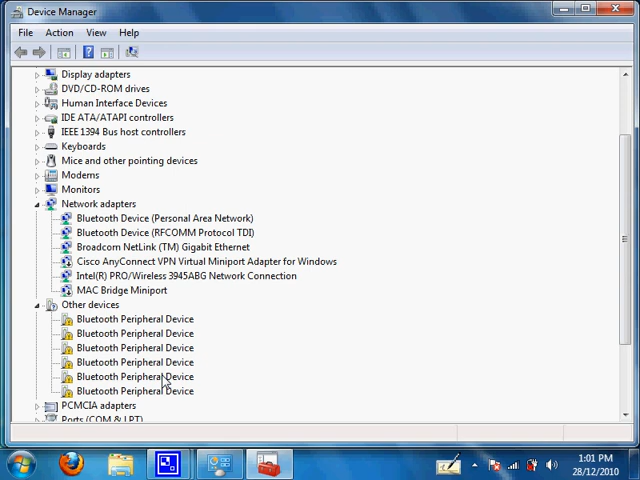 Device Manager
File Action View Help
Display adapters
DVD/CD-ROM drives
Human Interface Devices
IDE ATA/ATAPI controllers
IEEE 1394 Bus host controllers
Keyboards
Mice and other pointing devices
Modems
Monitors
Network adapters
Bluetooth Device (Personal Area Network)
Bluetooth Device (RFCOMM Protocol TDI)
Broadcom NetLink (TM) Gigabit Ethernet
Cisco AnyConnect VPN Virtual Miniport Adapter for Windows
Intel(R) PRO/Wireless 3945ABG Network Connection
MAC Bridge Miniport
Other devices
Bluetooth Peripheral Device
Bluetooth Peripheral Device
Bluetooth Peripheral Device
Bluetooth Peripheral Device
Bluetooth Peripheral Device
Bluetooth Peripheral Device
PCMCIA adapters
Ports (COM & LPT)
1:01 PM
28/12/2010